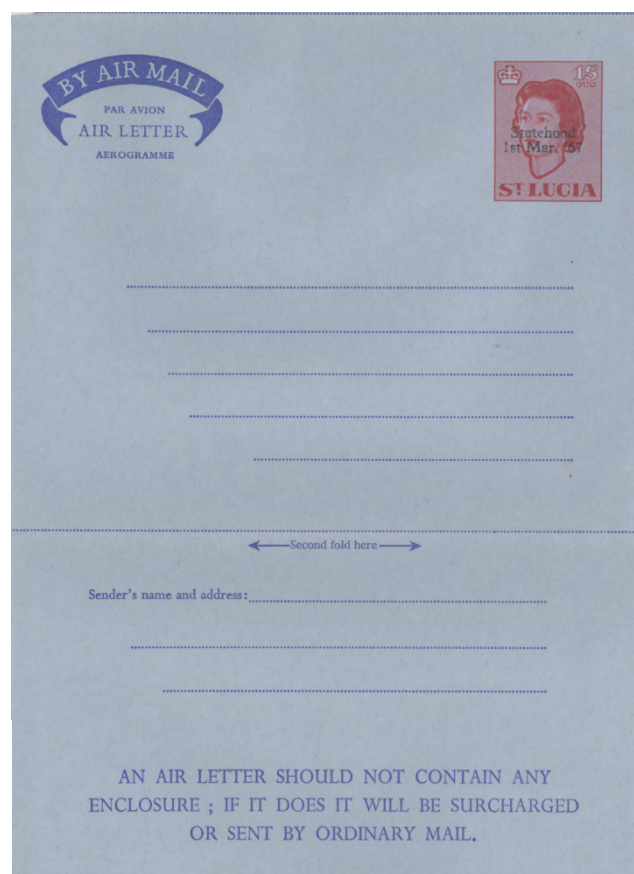 BY AIR MAIL
PAR AVION
AIR LETTER
AEROGRAMME
15
CTS
Statehood
1st Mar. '67
ST LUCIA
Second fold here
Sender's name and address:
AN AIR LETTER SHOULD NOT CONTAIN ANY
ENCLOSURE ; IF IT DOES IT WILL BE SURCHARGED
OR SENT BY ORDINARY MAIL.